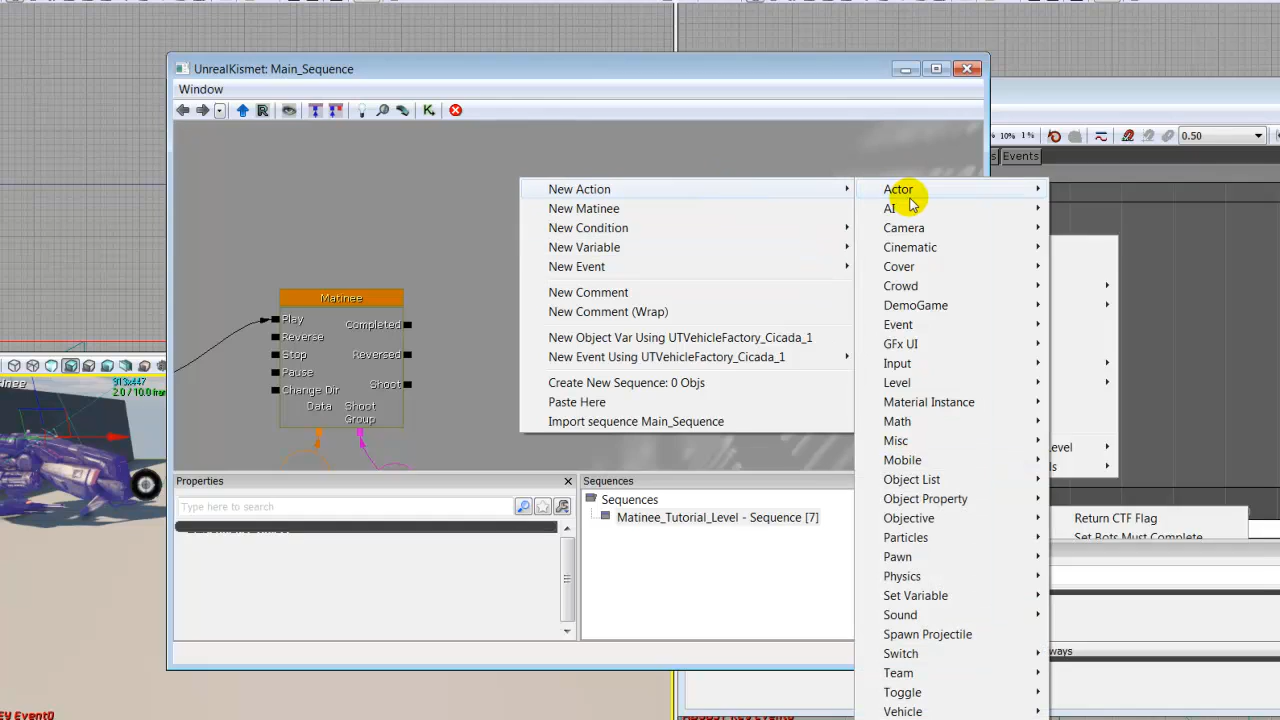 UnrealKismet: Main_Sequence
Window
10% 1%
0.50
Events
New Action
New Matinee
New Condition
New Variable
New Event
New Comment
New Comment (Wrap)
New Object Var Using UTVehicleFactory_Cicada_1
New Event Using UTVehicleFactory_Cicada_1
Create New Sequence: 0 Objs
Paste Here
Import sequence Main_Sequence
Actor
AI
Camera
Cinematic
Cover
Crowd
DemoGame
Event
GFx UI
Input
Level
Material Instance
Math
Misc
Mobile
Object List
Object Property
Objective
Particles
Pawn
Physics
Set Variable
Sound
Spawn Projectile
Switch
Team
Toggle
Vehicle
Matinee
Play
Completed
Reverse
Stop
Reversed
Pause
Shoot
Change Dir
Data
Shoot
Group
913x447
Properties
Type here to search
Sequences
Sequences
Matinee_Tutorial_Level - Sequence [7]
Return CTF Flag
Set Bots Must Complete